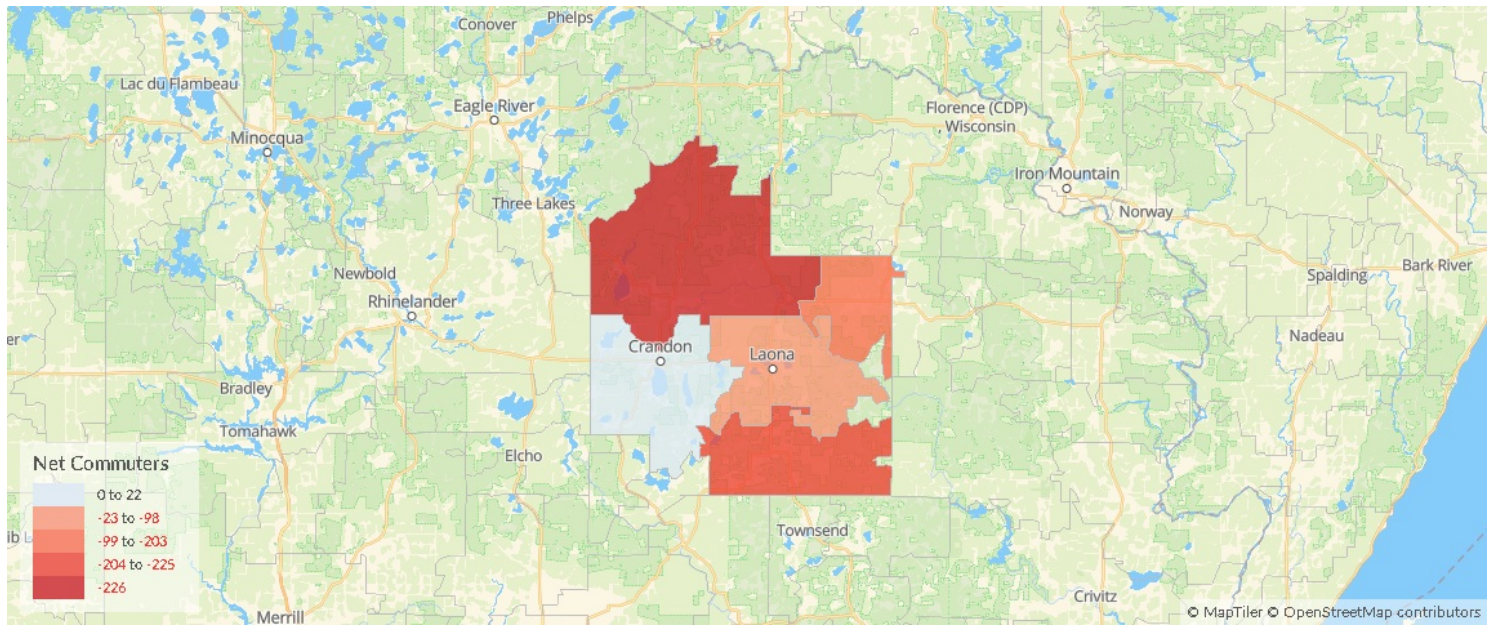 Conover
Phelps
Lac du Flambeau
Eagle River
Florence (CDP)
Wisconsin
Minocqua
Iron Mountain
Three Lakes
Norway
Bark River
Newbold
Spalding
Rhinelander
er
Nadeau
Crandon
Laona
Bradley
Tomahawk
Elcho
Net Commuters
0 to 22
-23 to -98
-99 to -203
-204 to -225
-226
Townsend
ib L
Crivitz
Merrill
© MapTiler © OpenStreetMap contributors